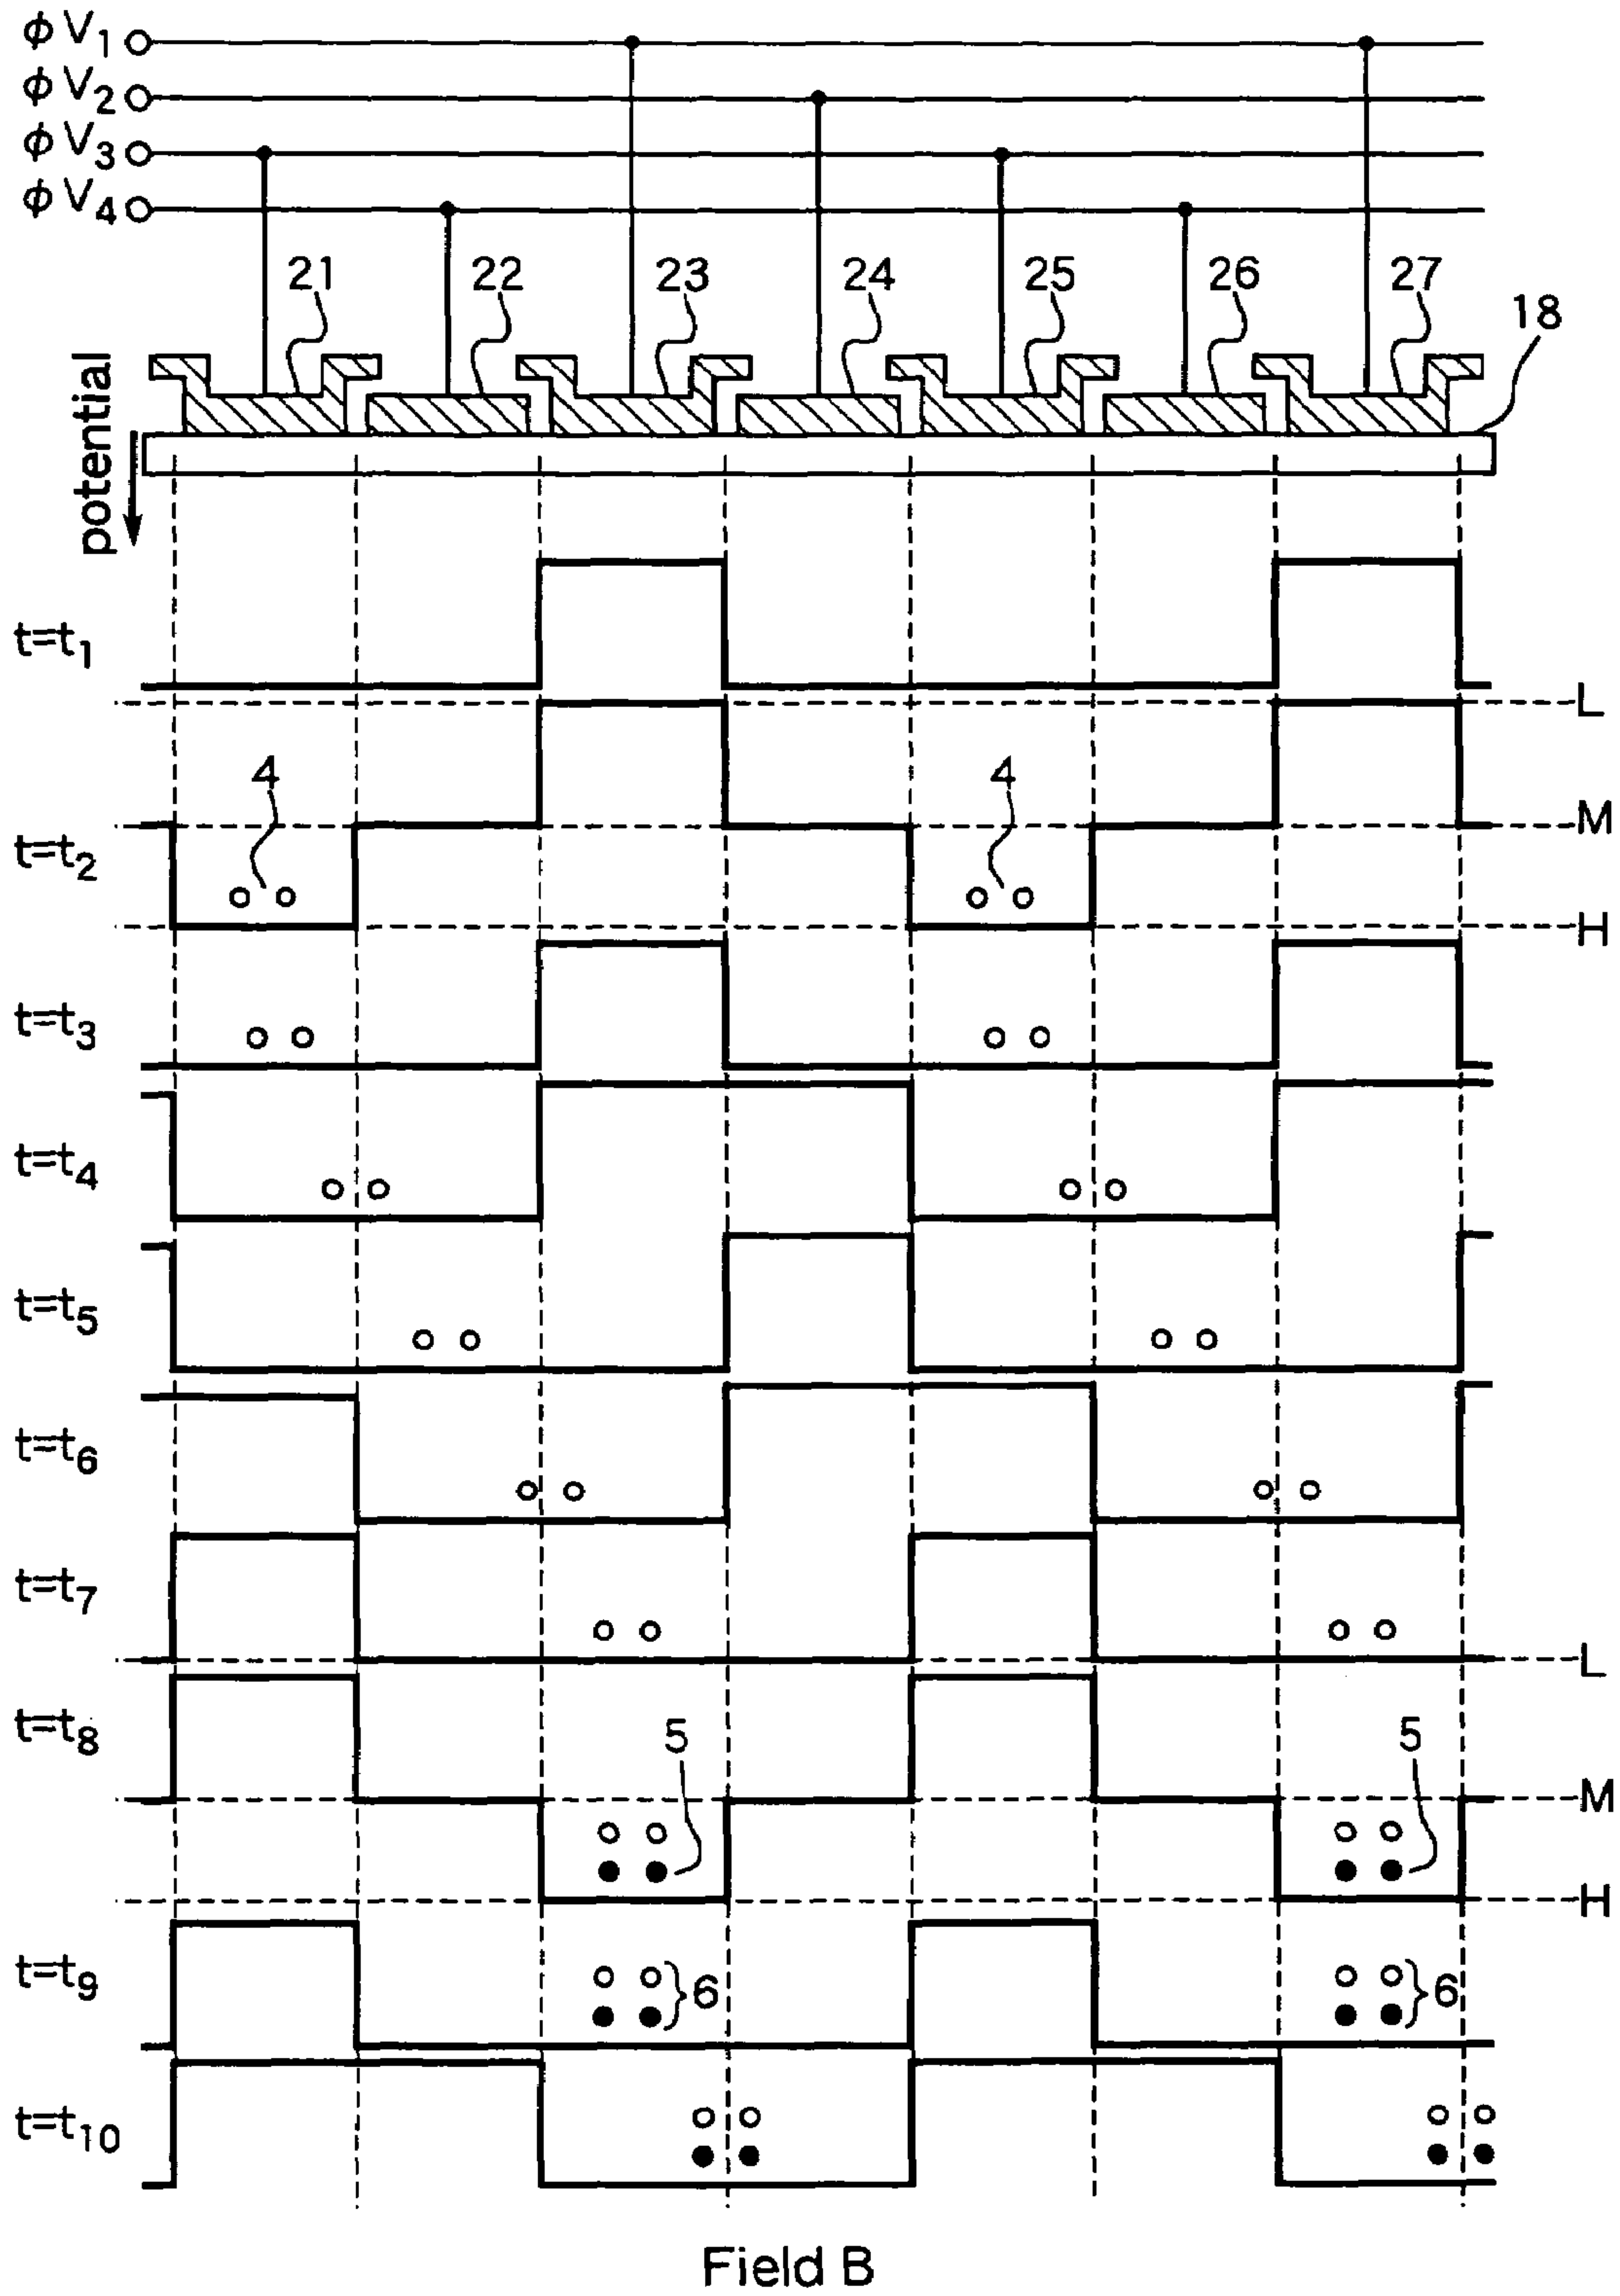 ϕV1
ϕV2
ϕV3
ϕV4
21 22 23 24 25 26 27
18
potential
t=t1
L
4 4
M
t=t2
H
t=t3
t=t4
t=t5
t=t6
t=t7
L
t=t8
5 5
M
H
t=t9
6 6
t=t10
Field B